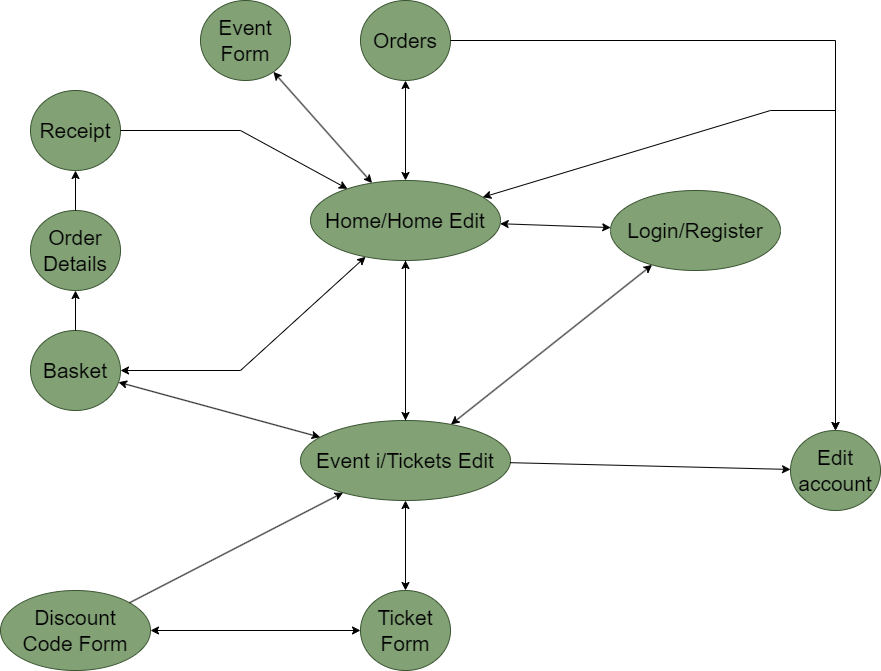 Event
Form
Orders
Receipt
Home/Home Edit
Login/Register
Order
Details
Basket
Event i/Tickets Edit
Edit
account
Discount
Code Form
Ticket
Form